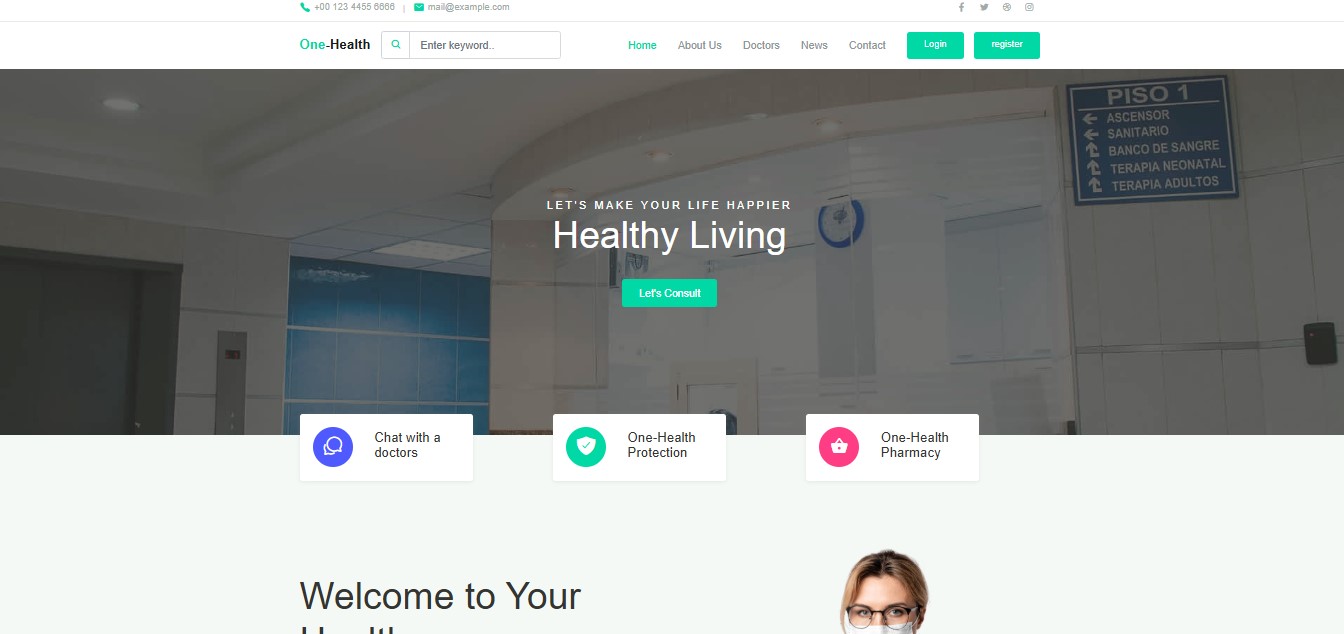 +00 123 4455 6666 | mail@example.com
One-Health
Enter keyword..
Home About Us Doctors News Contact Login register
PISO 1
ASCENSOR
SANITARIO
BANCO DE SANGRE
TERAPIA NEONATAL
TERAPIA ADULTOS
LET'S MAKE YOUR LIFE HAPPIER
Healthy Living
Let's Consult
Chat with a
doctors
One-Health
Protection
One-Health
Pharmacy
Welcome to Your